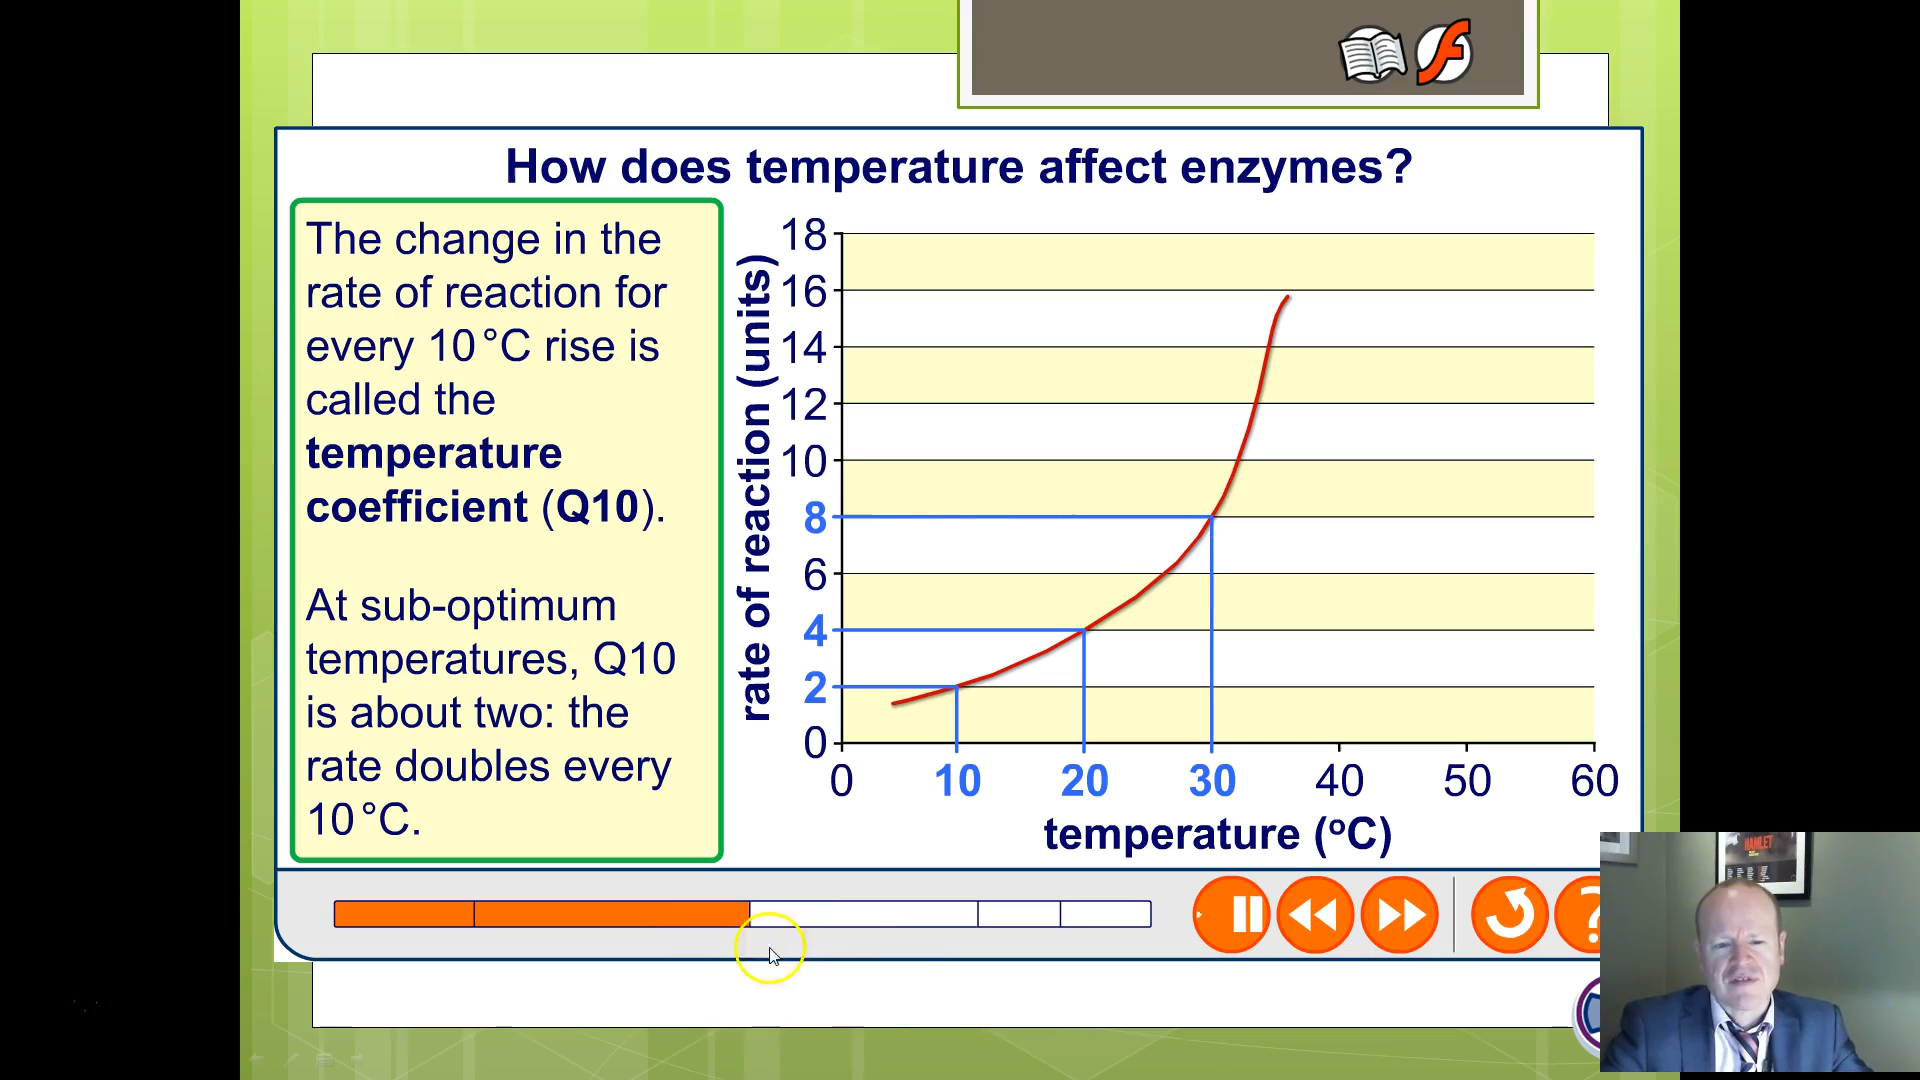 How does temperature affect enzymes?
The change in the
rate of reaction for
every 10 °C rise is
called the
temperature
coefficient (Q10).
At sub-optimum
temperatures, Q10
is about two: the
rate doubles every
10 °C.
rate of reaction (units)
18
16
14
12
10
8
6
4
2
0
0 10 20 30 40 50 60
temperature (°C)
?
HAMLET